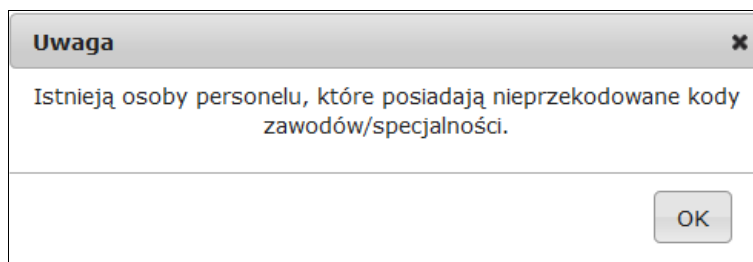 Uwaga
Istnieją osoby personelu, które posiadają nieprzekodowane kody
zawodów/specjalności.
OK